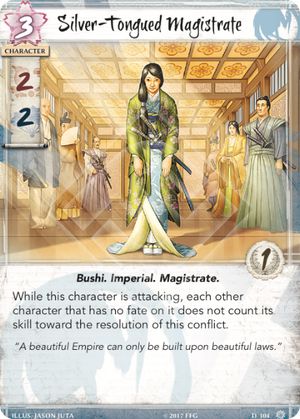 3
Silver-Tongued Magistrate
CHARACTER
2
2
1
Bushi. Imperial. Magistrate.
While this character is attacking, each other
character that has no fate on it does not count its
skill toward the resolution of this conflict.
“A beautiful Empire can only be built upon beautiful laws.”
ILLUS: JASON JUTA
©2017 FFG